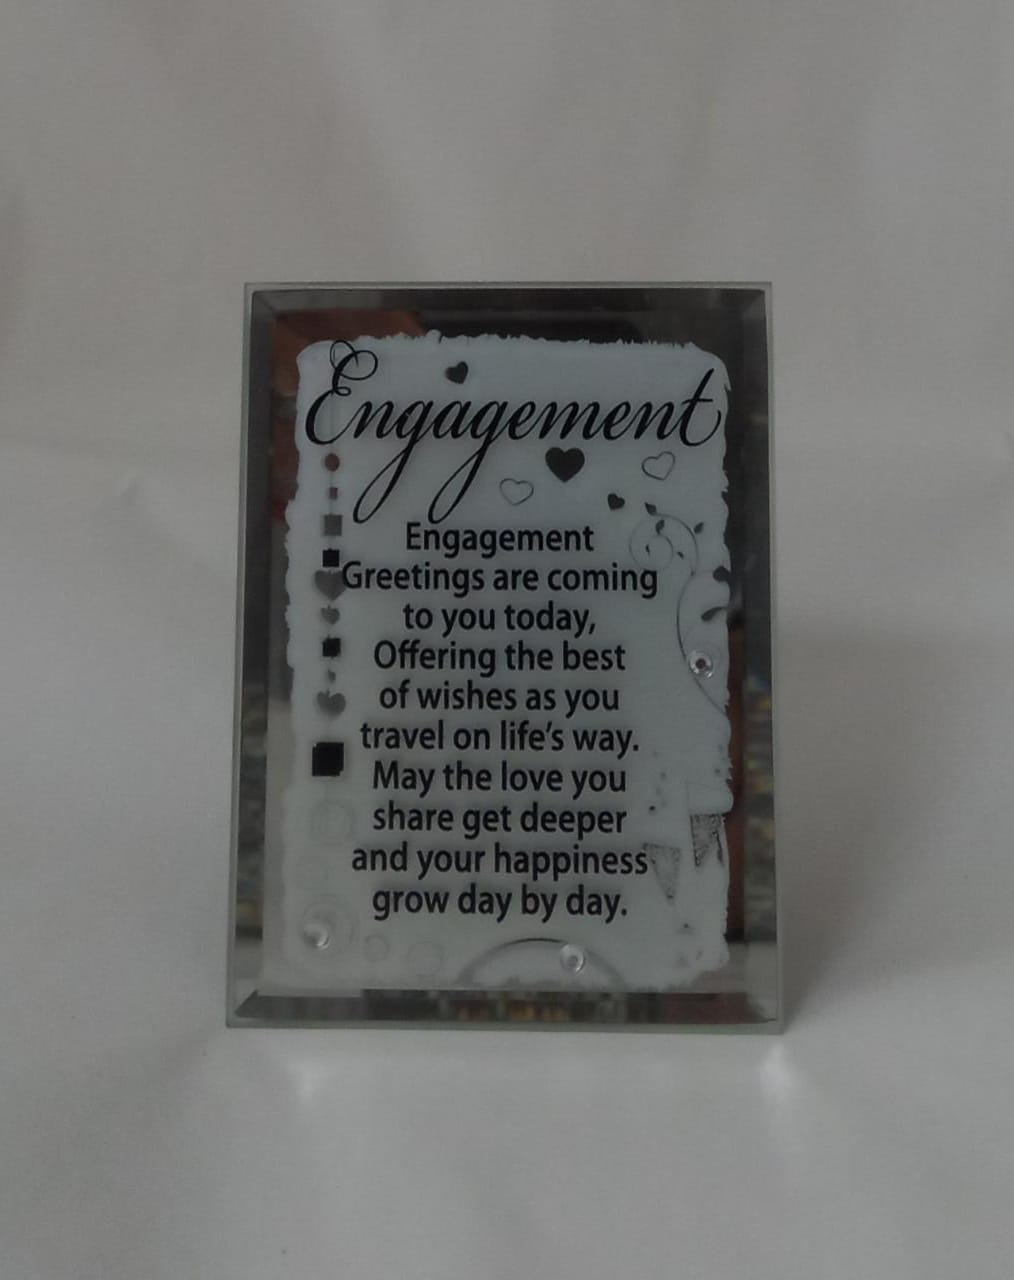 Engagement
Engagement
Greetings are coming
to you today,
Offering the best
of wishes as you
travel on life's way.
May the love you
share get deeper
and your happiness
grow day by day.